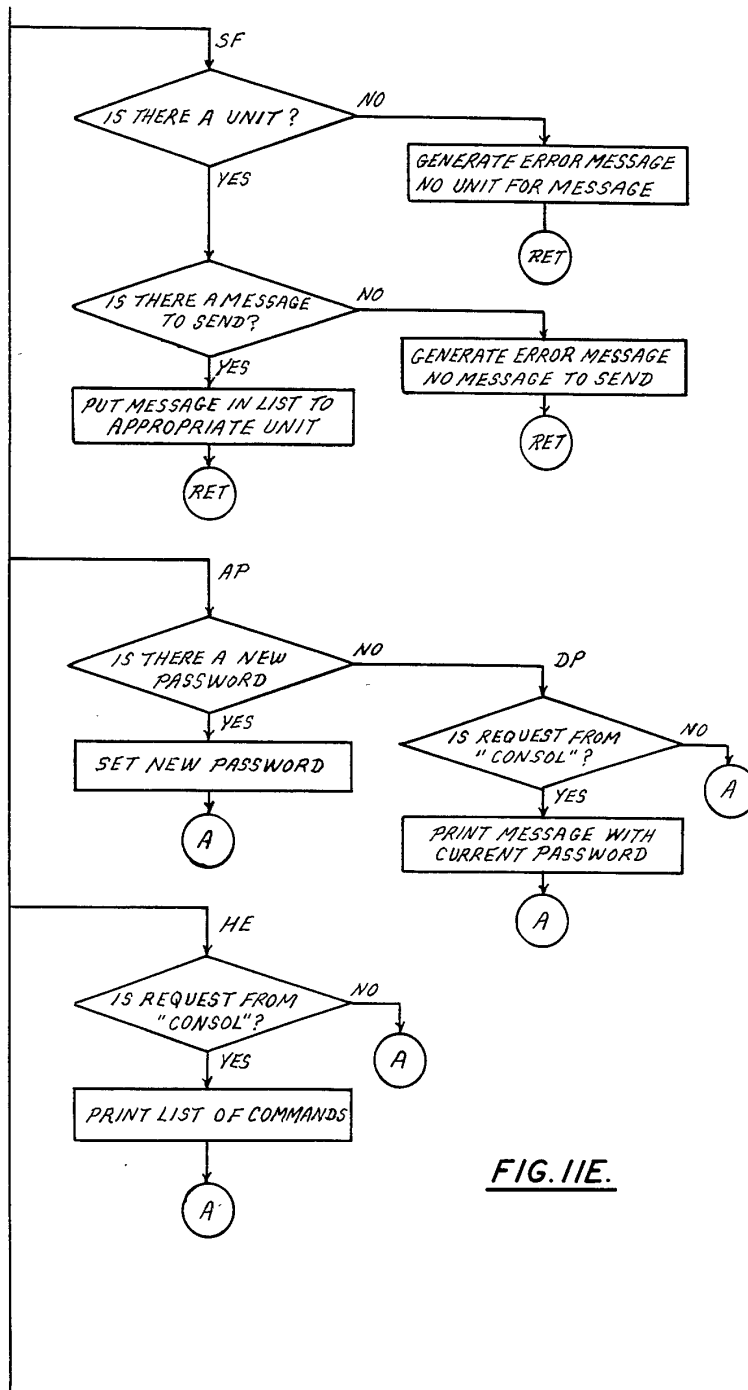 SF
IS THERE A UNIT?
NO
YES
GENERATE ERROR MESSAGE
NO UNIT FOR MESSAGE
RET
IS THERE A MESSAGE
TO SEND?
NO
YES
GENERATE ERROR MESSAGE
NO MESSAGE TO SEND
RET
PUT MESSAGE IN LIST TO
APPROPRIATE UNIT
RET
AP
IS THERE A NEW
PASSWORD
NO
YES
SET NEW PASSWORD
A
DP
IS REQUEST FROM
"CONSOL"?
NO
A
YES
PRINT MESSAGE WITH
CURRENT PASSWORD
A
HE
IS REQUEST FROM
"CONSOL"?
NO
A
YES
PRINT LIST OF COMMANDS
A
FIG. 11E.